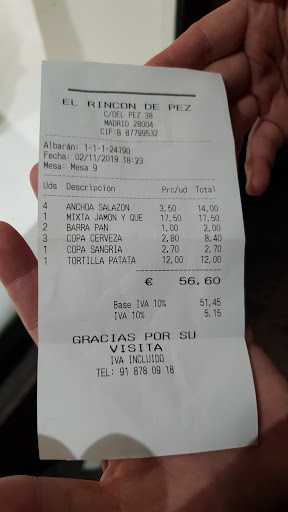 EL RINCON DE PEZ
C/DEL PEZ 38
MADRID 28004
CIF:B 87799532
Albarán: 1-1-1-24790
Fecha: 02/11/2019 18:23
Mesa: Mesa 9
Uds Descripción Prc/ud Total
4 ANCHOA SALAZON 3,50 14,00
1 MIXTA JAMON Y QUE 17,50 17,50
2 BARRA PAN 1,00 2,00
3 COPA CERVEZA 2,80 8,40
1 COPA SANGRIA 2,70 2,70
1 TORTILLA PATATA 12,00 12,00
€ 56,60
Base IVA 10% 51,45
IVA 10% 5,15
GRACIAS POR SU
VISITA
IVA INCLUIDO
TEL: 91 878 09 18